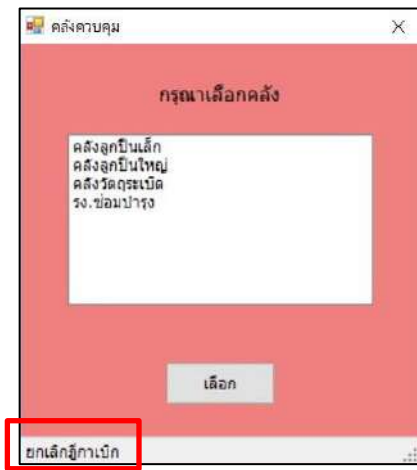 คลังควบคุม
กรุณาเลือกคลัง
คลังลูกปืนเล็ก
คลังลูกปืนใหญ่
คลังวัตถุระเบิด
รง.ซ่อมบำรุง
เลือก
ยกเลิกฎีกาเบิก